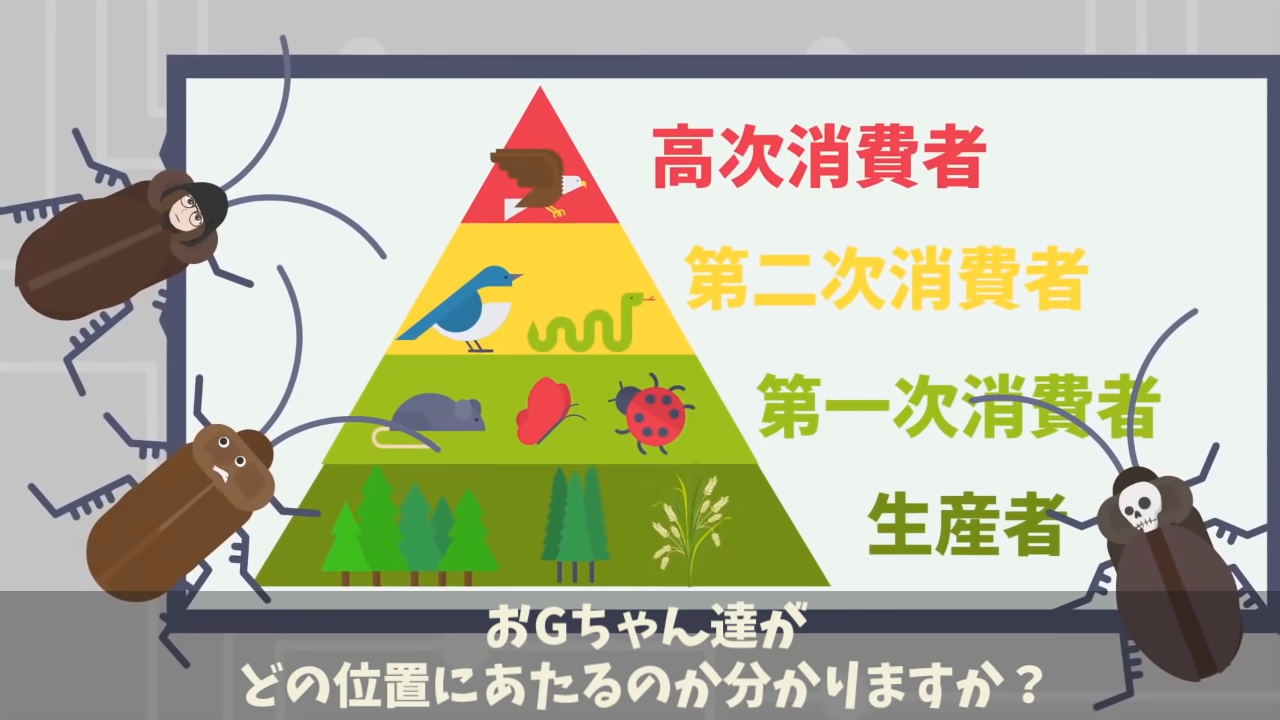 高次消費者
第二次消費者
第一次消費者
生産者
おGちゃん達が
どの位置にあたるのか分かりますか？